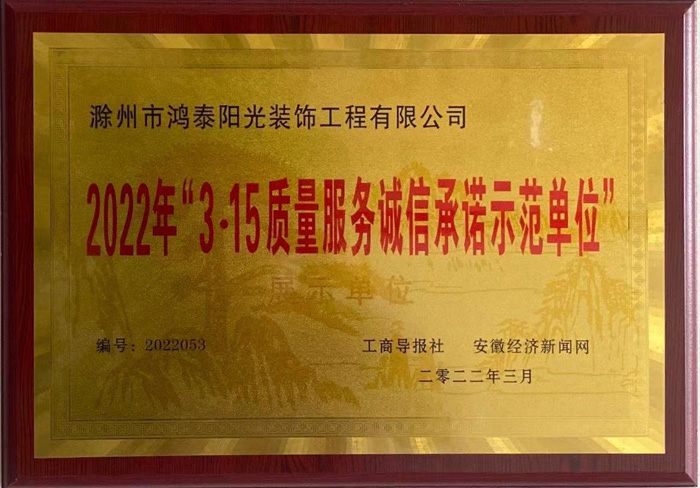 滁州市鸿泰阳光装饰工程有限公司
2022年“3·15质量服务诚信承诺示范单位”
展示单位
编号：2022053 工商导报社 安徽经济新闻网
二零二二年三月